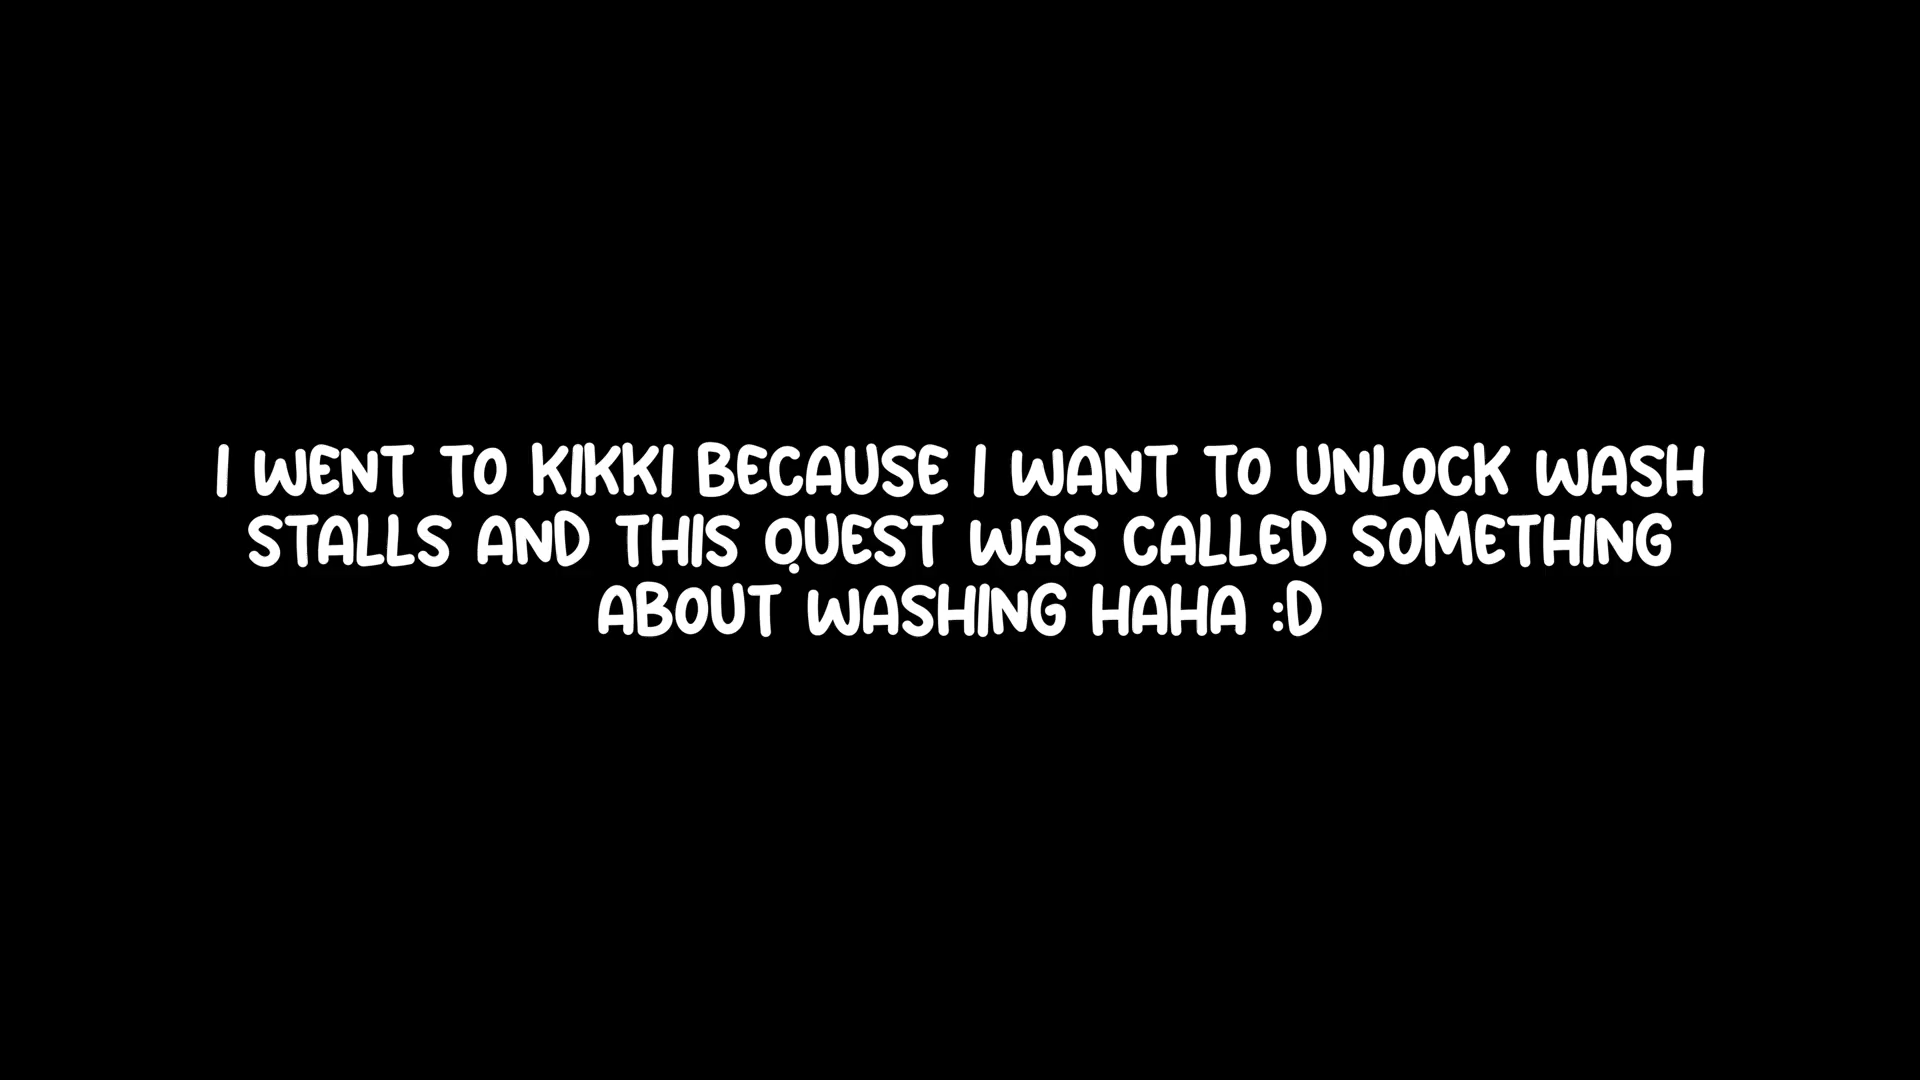 I WENT TO KIKKI BECAUSE I WANT TO UNLOCK WASH
STALLS AND THIS QUEST WAS CALLED SOMETHING
ABOUT WASHING HAHA :D